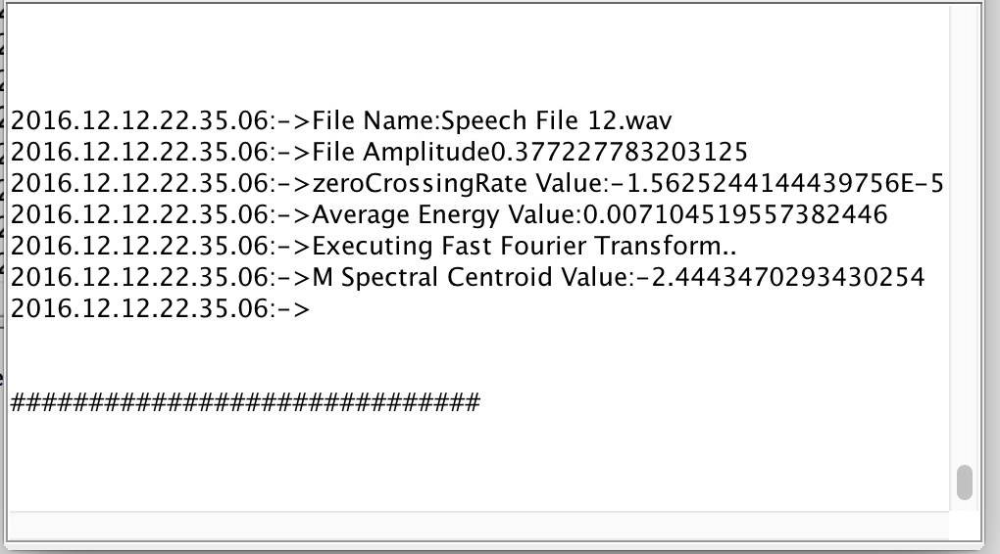 2016.12.12.22.35.06:->File Name:Speech File 12.wav
2016.12.12.22.35.06:->File Amplitude0.377227783203125
2016.12.12.22.35.06:->zeroCrossingRate Value:-1.5625244144439756E-5
2016.12.12.22.35.06:->Average Energy Value:0.007104519557382446
2016.12.12.22.35.06:->Executing Fast Fourier Transform..
2016.12.12.22.35.06:->M Spectral Centroid Value:-2.4443470293430254
2016.12.12.22.35.06:->
##############################